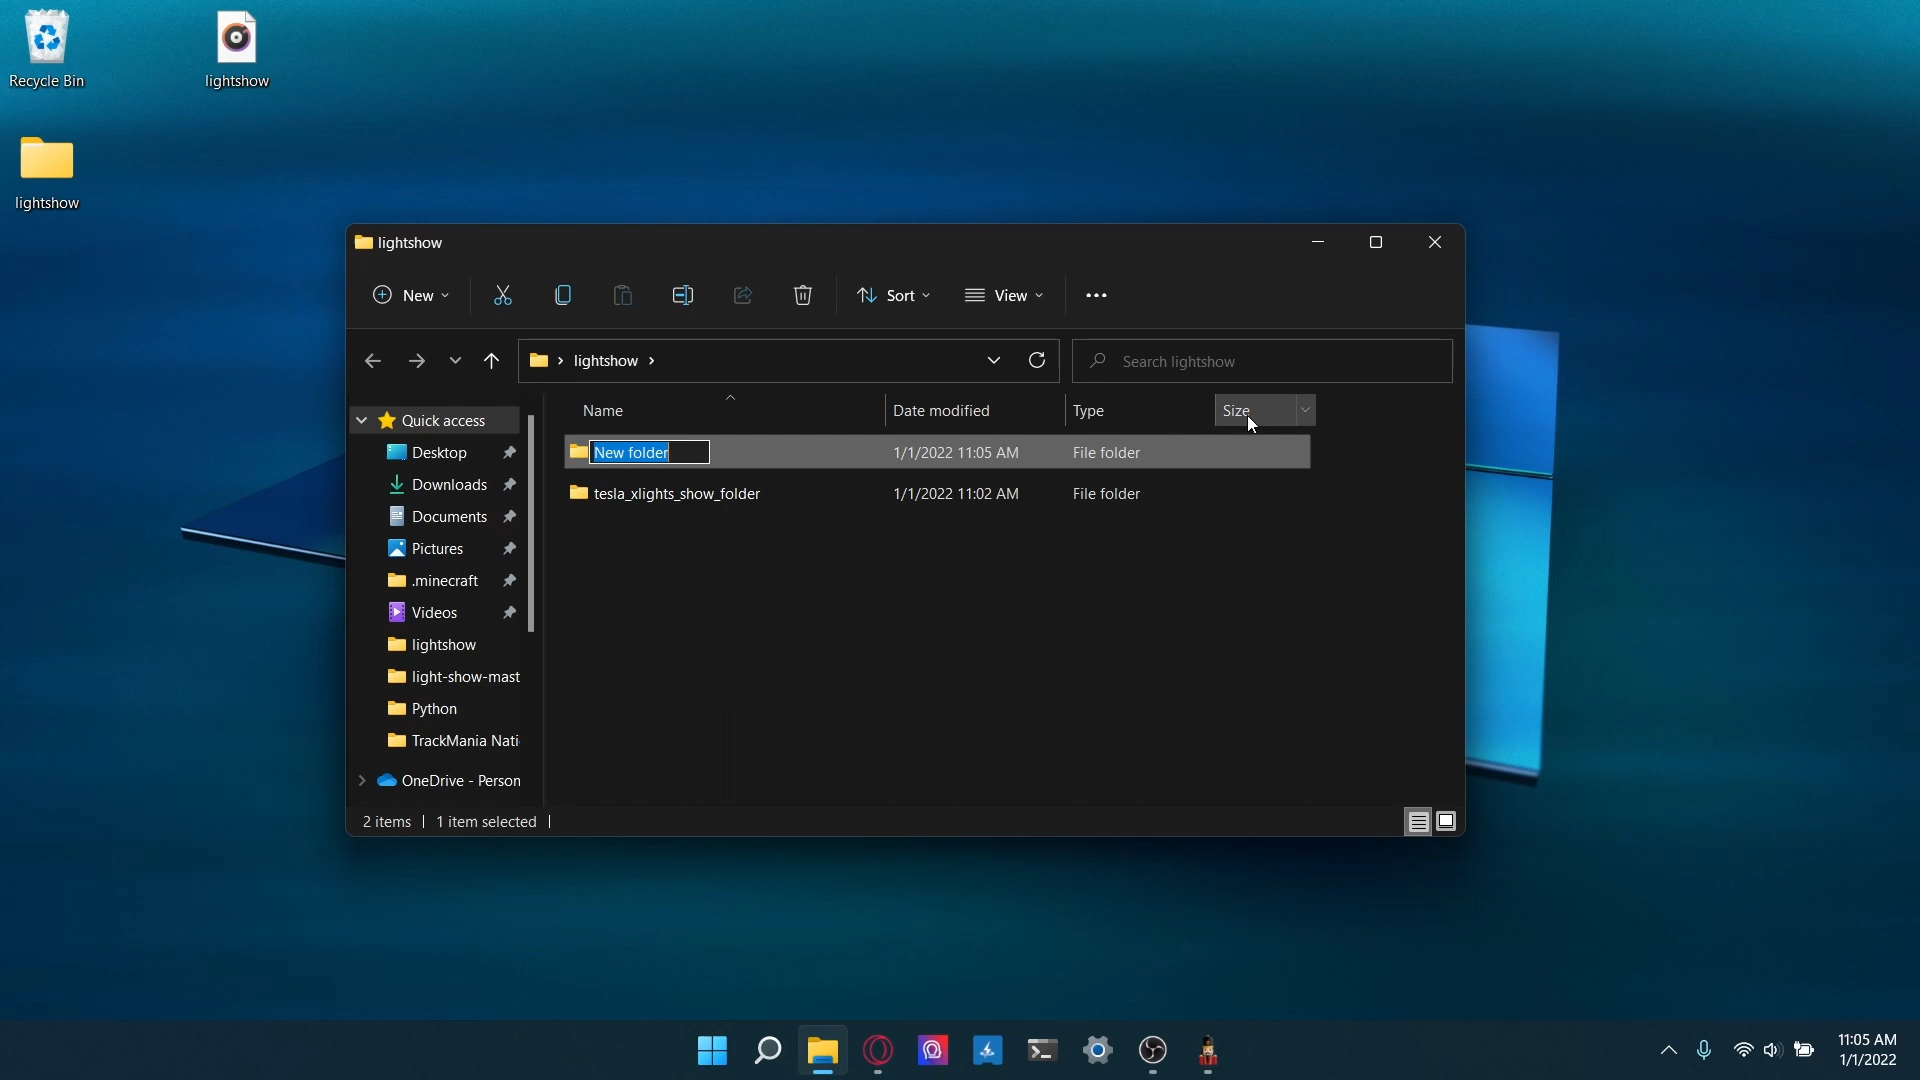 Recycle Bin
lightshow
lightshow
lightshow
New
Sort
View
lightshow
Search lightshow
Name
Date modified
Type
Size
New folder
1/1/2022 11:05 AM
File folder
tesla_xlights_show_folder
1/1/2022 11:02 AM
File folder
Quick access
Desktop
Downloads
Documents
Pictures
.minecraft
Videos
lightshow
light-show-mast
Python
TrackMania Nati
OneDrive - Person
2 items
1 item selected
11:05 AM
1/1/2022